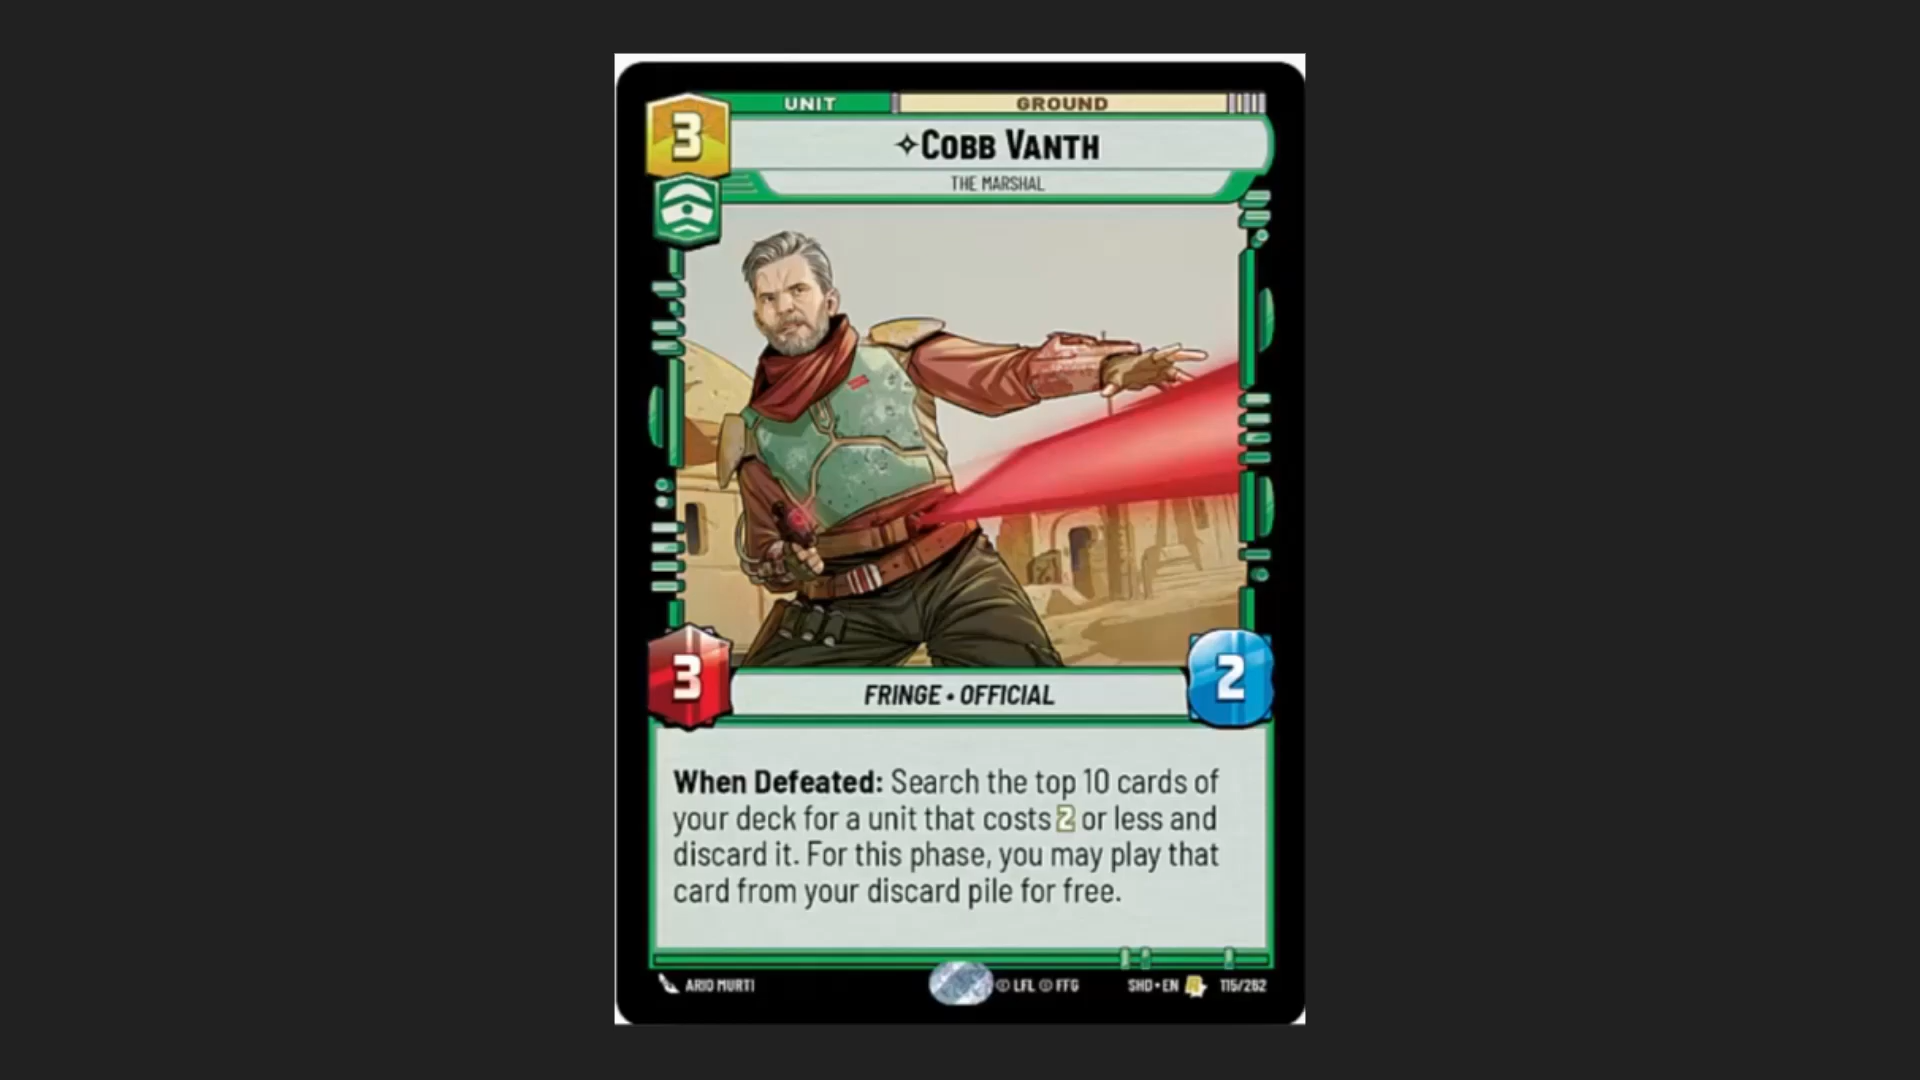 UNIT
GROUND
3
COBB VANTH
THE MARSHAL
3
FRINGE • OFFICIAL
2
When Defeated: Search the top 10 cards of
your deck for a unit that costs 2 or less and
discard it. For this phase, you may play that
card from your discard pile for free.
ARIO MURTI
© LFL © FFG
SHD • EN
R
115/262